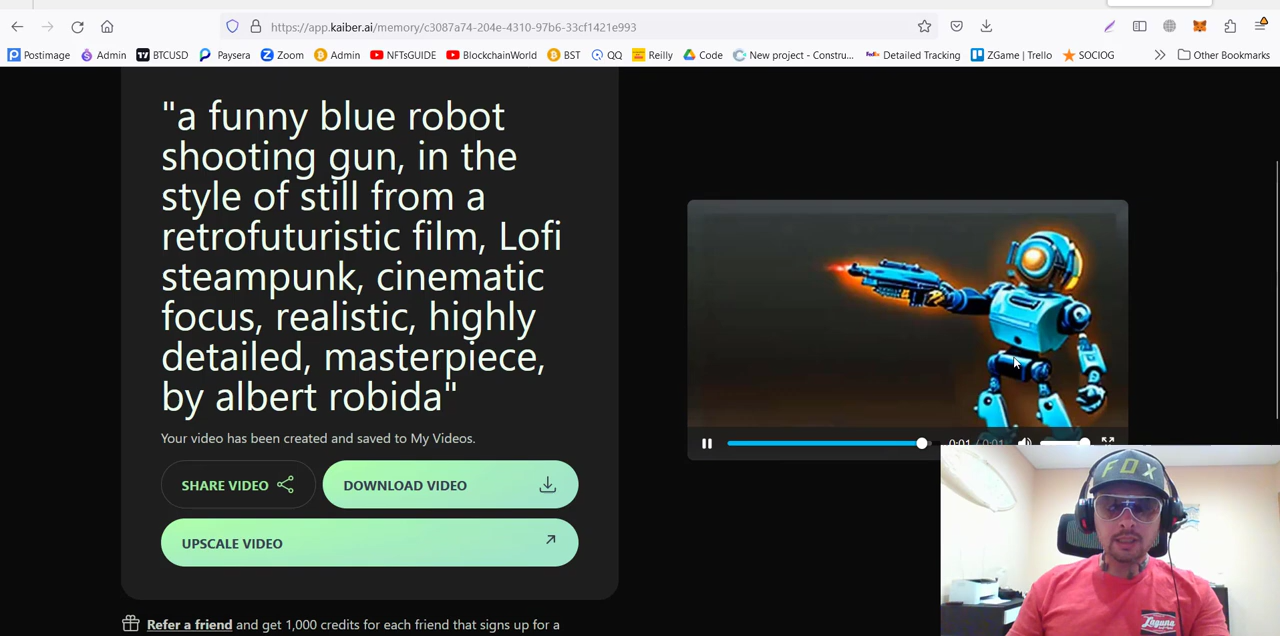 https://app.kaiber.ai/memory/c3087a74-204e-4310-97b6-33cf1421e993
Postimage Admin BTCUSD Paysera Zoom Admin NFTsGUIDE BlockchainWorld BST QQ Reilly Code New project - Constru... Detailed Tracking ZGame | Trello SOCIOG Other Bookmarks
"a funny blue robot
shooting gun, in the
style of still from a
retrofuturistic film, Lofi
steampunk, cinematic
focus, realistic, highly
detailed, masterpiece,
by albert robida"
Your video has been created and saved to My Videos.
SHARE VIDEO DOWNLOAD VIDEO
UPSCALE VIDEO
Refer a friend and get 1,000 credits for each friend that signs up for a
0:01 / 0:01
FOX
Laguna